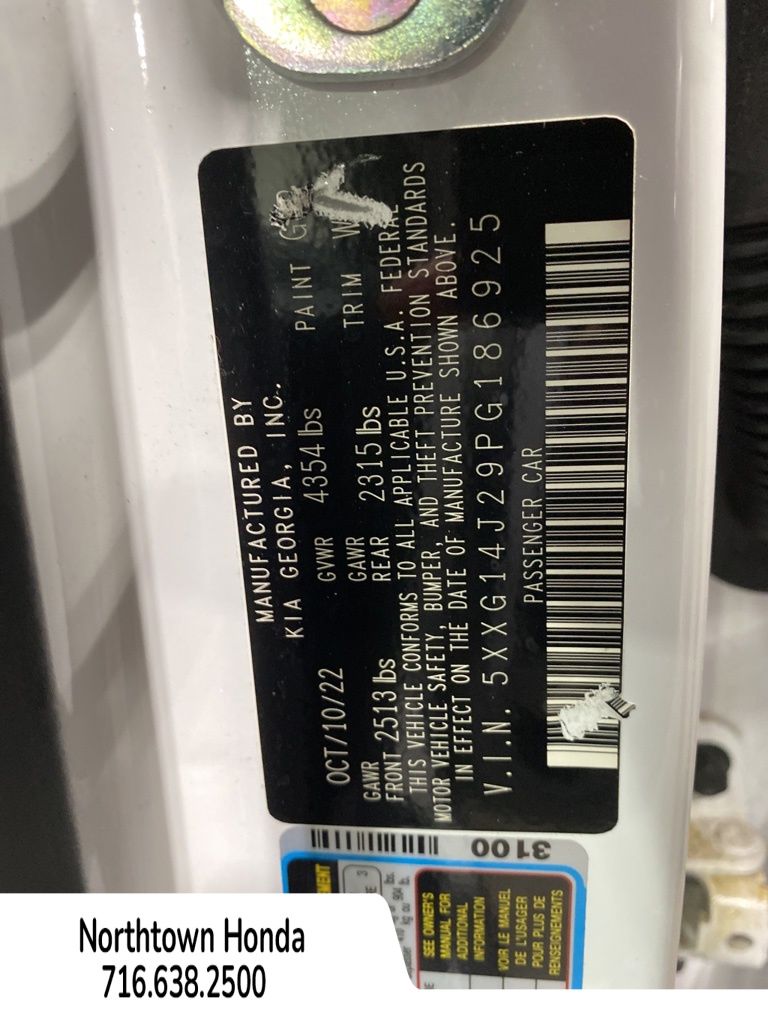 MANUFACTURED BY
KIA GEORGIA, INC.
OCT/10/22 GVWR 4354 lbs PAINT
GAWR GAWR TRIM
FRONT 2513 lbs REAR 2315 lbs
THIS VEHICLE CONFORMS TO ALL APPLICABLE U.S.A. FEDERAL
MOTOR VEHICLE SAFETY, BUMPER, AND THEFT PREVENTION STANDARDS
IN EFFECT ON THE DATE OF MANUFACTURE SHOWN ABOVE.
V.I.N. 5XXG14J29PG186925
PASSENGER CAR
3100
SEE OWNER'S
MANUAL FOR
ADDITIONAL
INFORMATION
VOIR LE MANUEL
DE L'USAGER
POUR PLUS DE
RENSEIGNEMENTS
Northtown Honda
716.638.2500